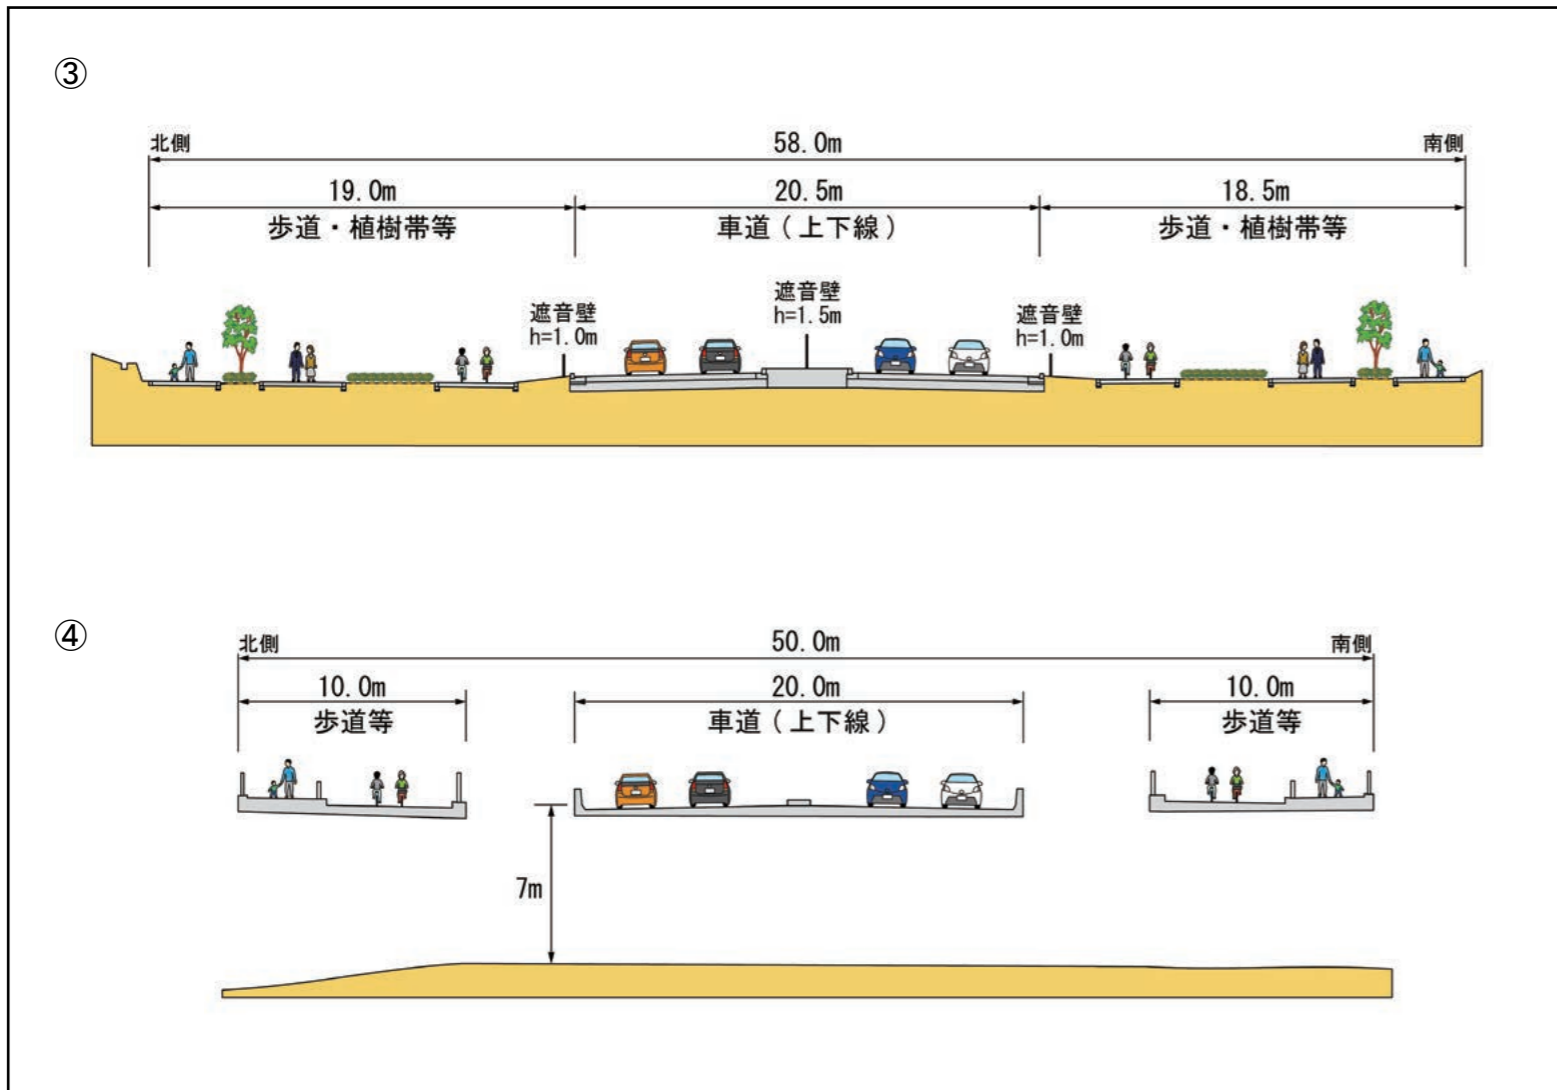 ③
北側
58.0m
南側
19.0m
20.5m
18.5m
歩道・植樹帯等
車道(上下線)
歩道・植樹帯等
遮音壁
h=1.0m
遮音壁
h=1.5m
遮音壁
h=1.0m
④
北側
50.0m
南側
10.0m
20.0m
10.0m
歩道等
車道(上下線)
歩道等
7m